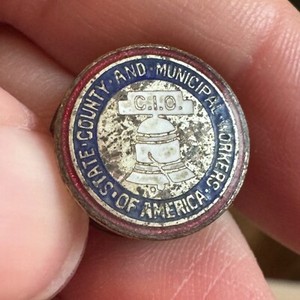 STATE · COUNTY · AND · MUNICIPAL · WORKERS
· OF AMERICA ·
C.I.O.